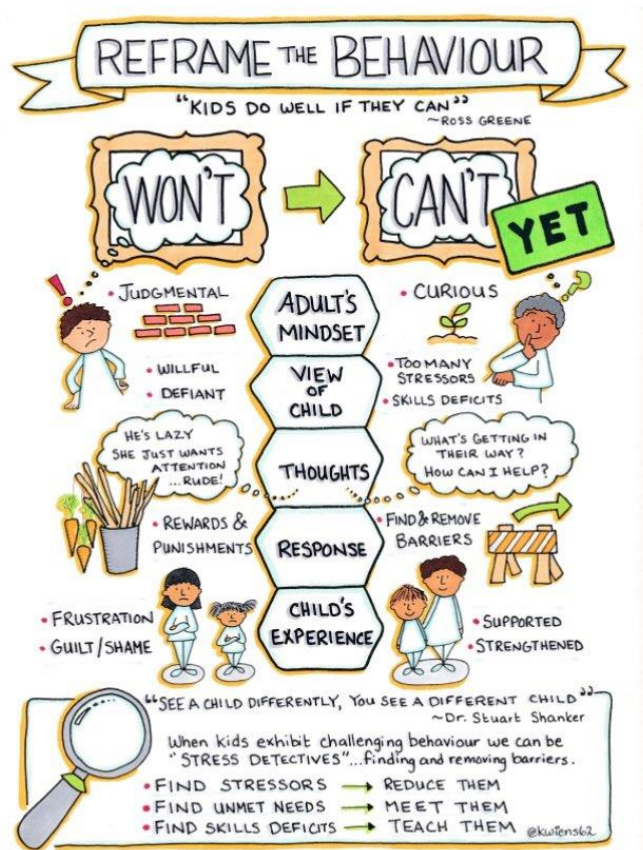 REFRAME THE BEHAVIOUR
"KIDS DO WELL IF THEY CAN"
~ROSS GREENE
WON'T
CAN'T
YET
!
?
• JUDGMENTAL
ADULT'S
MINDSET
• CURIOUS
• WILLFUL
• DEFIANT
VIEW
OF
CHILD
• TOO MANY
STRESSORS
• SKILLS DEFICITS
HE'S LAZY
SHE JUST WANTS
ATTENTION
...RUDE!
THOUGHTS
WHAT'S GETTING IN
THEIR WAY?
HOW CAN I HELP?
• REWARDS &
PUNISHMENTS
RESPONSE
• FIND & REMOVE
BARRIERS
• FRUSTRATION
• GUILT/SHAME
CHILD'S
EXPERIENCE
• SUPPORTED
• STRENGTHENED
"SEE A CHILD DIFFERENTLY, YOU SEE A DIFFERENT CHILD"
~Dr. Stuart Shanker
When kids exhibit challenging behaviour we can be
"STRESS DETECTIVES"...finding and removing barriers.
• FIND STRESSORS → REDUCE THEM
• FIND UNMET NEEDS → MEET THEM
• FIND SKILLS DEFICITS → TEACH THEM
@kwiens62